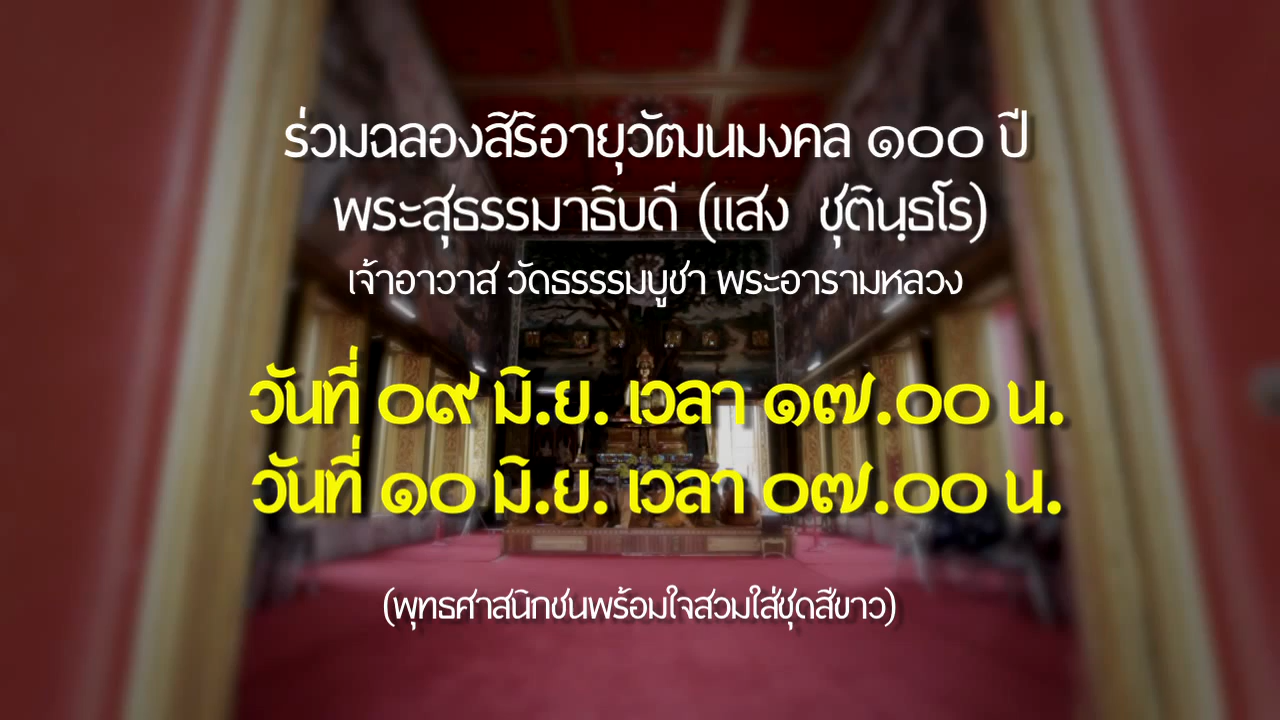 ร่วมฉลองสิริอายุวัฒนมงคล ๑๐๐ ปี
พระสุธรรมาธิบดี (แสง ชุตินฺธโร)
เจ้าอาวาส วัดธรรรมบูชา พระอารามหลวง
วันที่ ๐๙ มิ.ย. เวลา ๑๗.๐๐ น.
วันที่ ๑๐ มิ.ย. เวลา ๐๗.๐๐ น.
(พุทธศาสนิกชนพร้อมใจสวมใส่ชุดสีขาว)